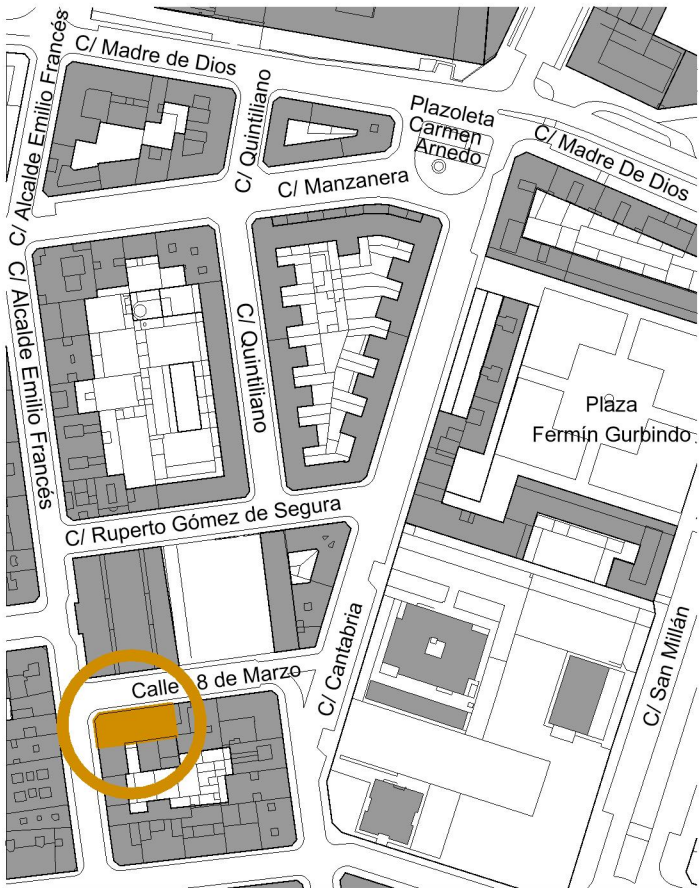 C/ Madre de Dios
C/ Alcalde Emilio Francés
C/ Quintiliano
Plazoleta
Carmen
Arnedo
C/ Madre De Dios
C/ Manzanera
C/ Alcalde Emilio Francés
C/ Quintiliano
Plaza
Fermín Gurbindo
C/ Ruperto Gómez de Segura
C/ Cantabria
C/ San Millán
Calle 8 de Marzo